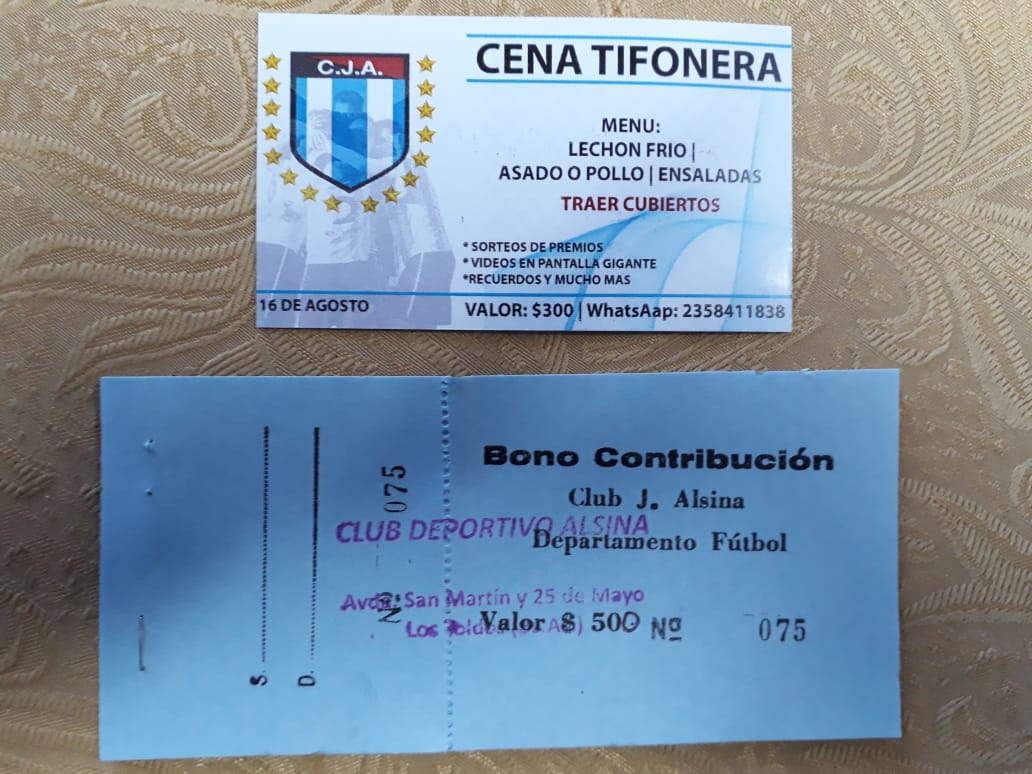 C.J.A.
CENA TIFONERA
MENU:
LECHON FRIO |
ASADO O POLLO | ENSALADAS
TRAER CUBIERTOS
* SORTEOS DE PREMIOS
* VIDEOS EN PANTALLA GIGANTE
*RECUERDOS Y MUCHO MAS
16 DE AGOSTO
VALOR: $300 | WhatsAap: 2358411838
S.
D.
Nº 075
Bono Contribución
Club J. Alsina
CLUB DEPORTIVO ALSINA
Departamento Fútbol
Avda. San Martín y 25 de Mayo
Valor $ 500 Nº 075
Los Toldos